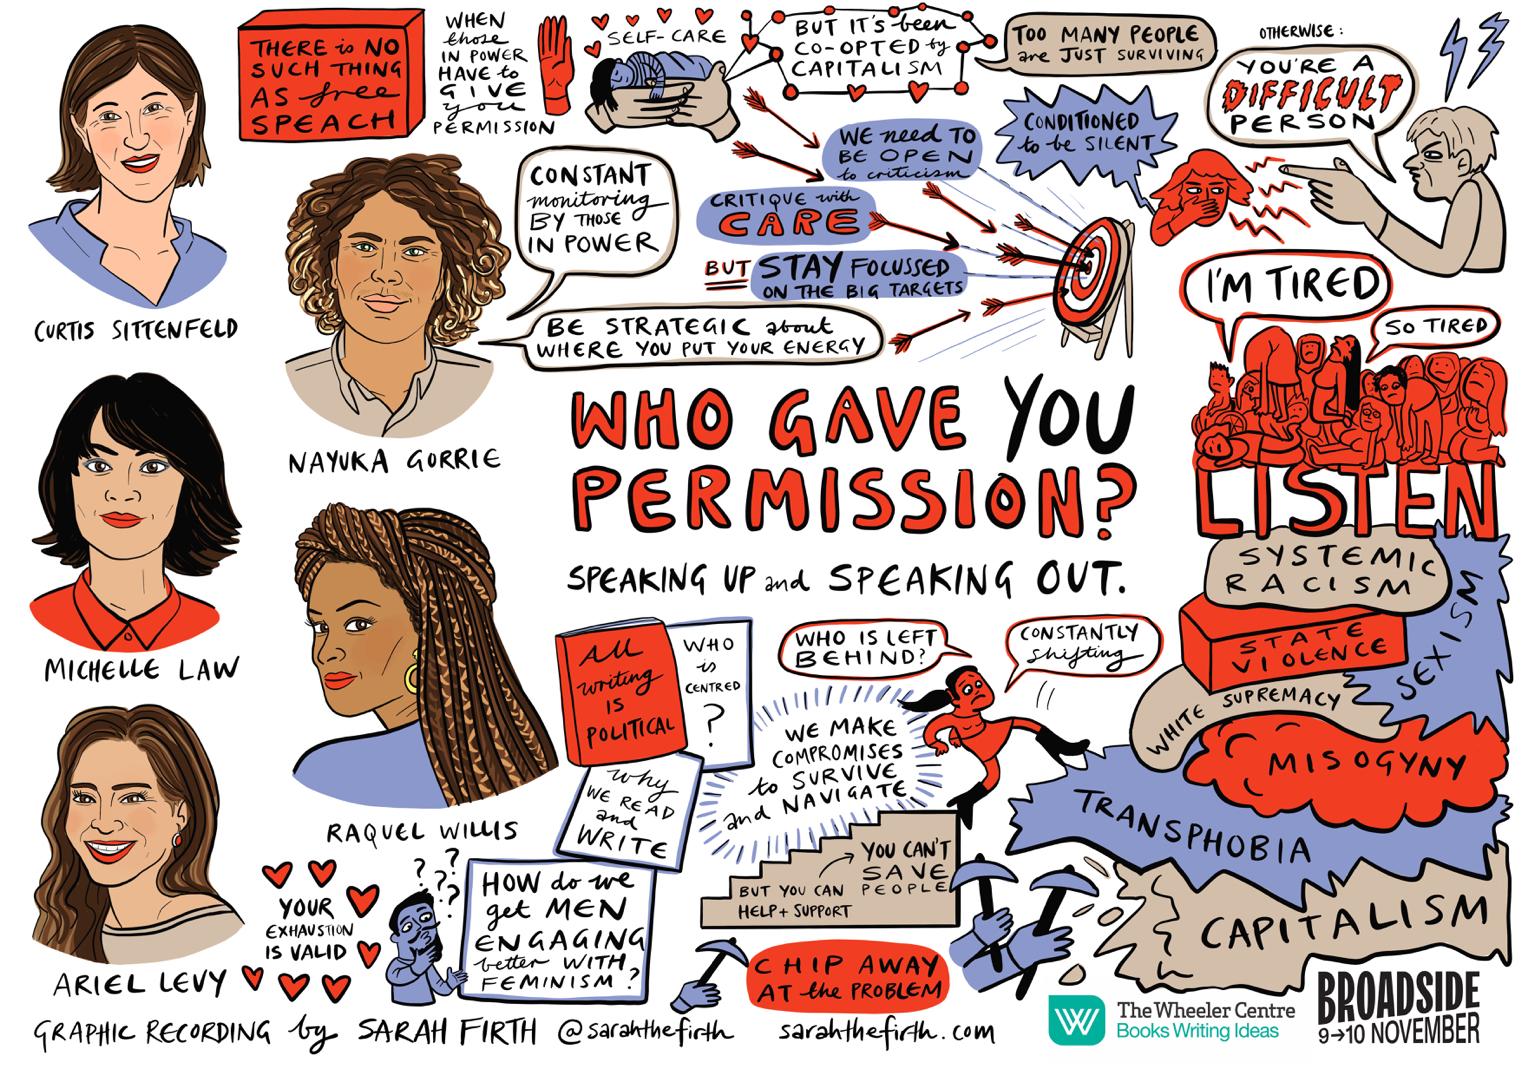 THERE is NO
SUCH THING
AS free
SPEACH
WHEN
those
IN POWER
HAVE to
GIVE
you
PERMISSION
SELF-CARE
BUT IT'S been
CO-OPTED by
CAPITALISM
TOO MANY PEOPLE
are JUST SURVIVING
OTHERWISE:
YOU'RE A
DIFFICULT
PERSON
CONDITIONED
to be SILENT
WE need TO
BE OPEN
to criticism
CRITIQUE with
CARE
BUT STAY FOCUSSED
ON THE BIG TARGETS
CONSTANT
monitoring
BY THOSE
IN POWER
BE STRATEGIC about
WHERE YOU PUT YOUR ENERGY
CURTIS SITTENFELD
NAYUKA GORRIE
I'M TIRED
SO TIRED
LISTEN
WHO GAVE YOU
PERMISSION?
SPEAKING UP and SPEAKING OUT.
SYSTEMIC
RACISM
SEXISM
STATE
VIOLENCE
WHITE SUPREMACY
MISOGYNY
TRANSPHOBIA
CAPITALISM
MICHELLE LAW
RAQUEL WILLIS
ARIEL LEVY
All
writing
IS
POLITICAL
WHO
is
CENTRED
?
why
WE READ
and
WRITE
WHO IS LEFT
BEHIND?
CONSTANTLY
shifting
WE MAKE
COMPROMISES
to SURVIVE
and NAVIGATE
YOU CAN'T
SAVE
PEOPLE
BUT YOU CAN
HELP + SUPPORT
YOUR
EXHAUSTION
IS VALID
? ? ? ?
HOW do we
get MEN
ENGAGING
better WITH
FEMINISM?
CHIP AWAY
AT the PROBLEM
GRAPHIC RECORDING by SARAH FIRTH @sarahthefirth sarahthefirth.com
W
The Wheeler Centre
Books Writing Ideas
BROADSIDE
9→10 NOVEMBER